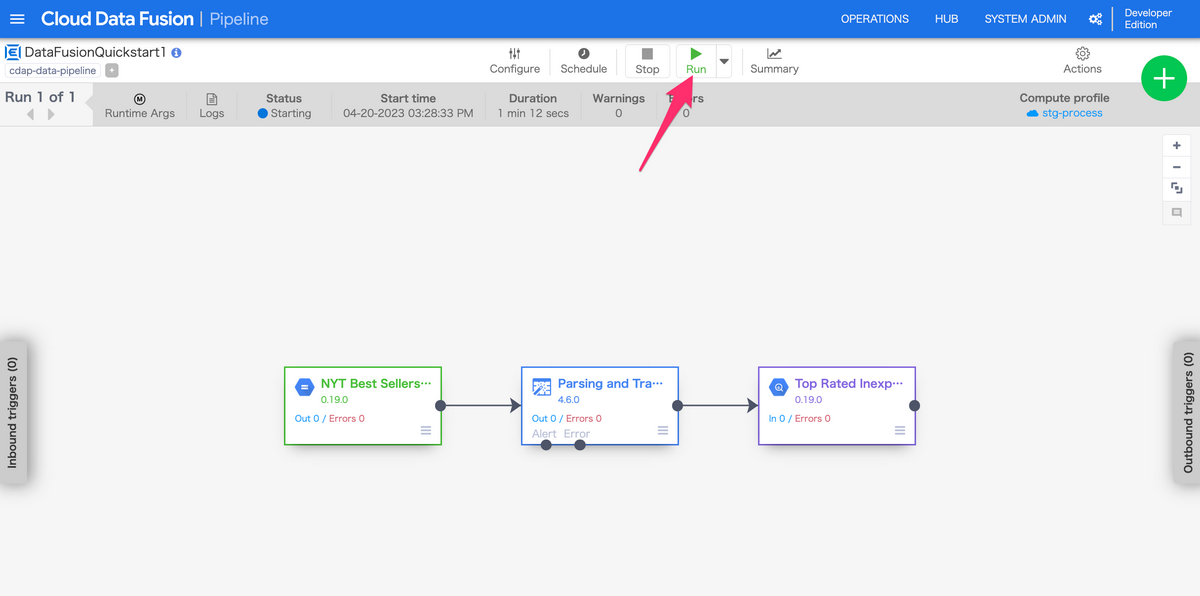 Cloud Data Fusion | Pipeline
OPERATIONS
HUB
SYSTEM ADMIN
Developer
Edition
DataFusionQuickstart1
cdap-data-pipeline
Configure
Schedule
Stop
Run
Summary
Actions
Run 1 of 1
Runtime Args
Logs
Status
Starting
Start time
04-20-2023 03:28:33 PM
Duration
1 min 12 secs
Warnings
0
0
Compute profile
stg-process
Inbound triggers (0)
NYT Best Sellers···
0.19.0
Out 0 / Errors 0
Parsing and Tra···
4.6.0
Out 0 / Errors 0
Alert Error
Top Rated Inexp···
0.19.0
In 0 / Errors 0
Outbound triggers (0)